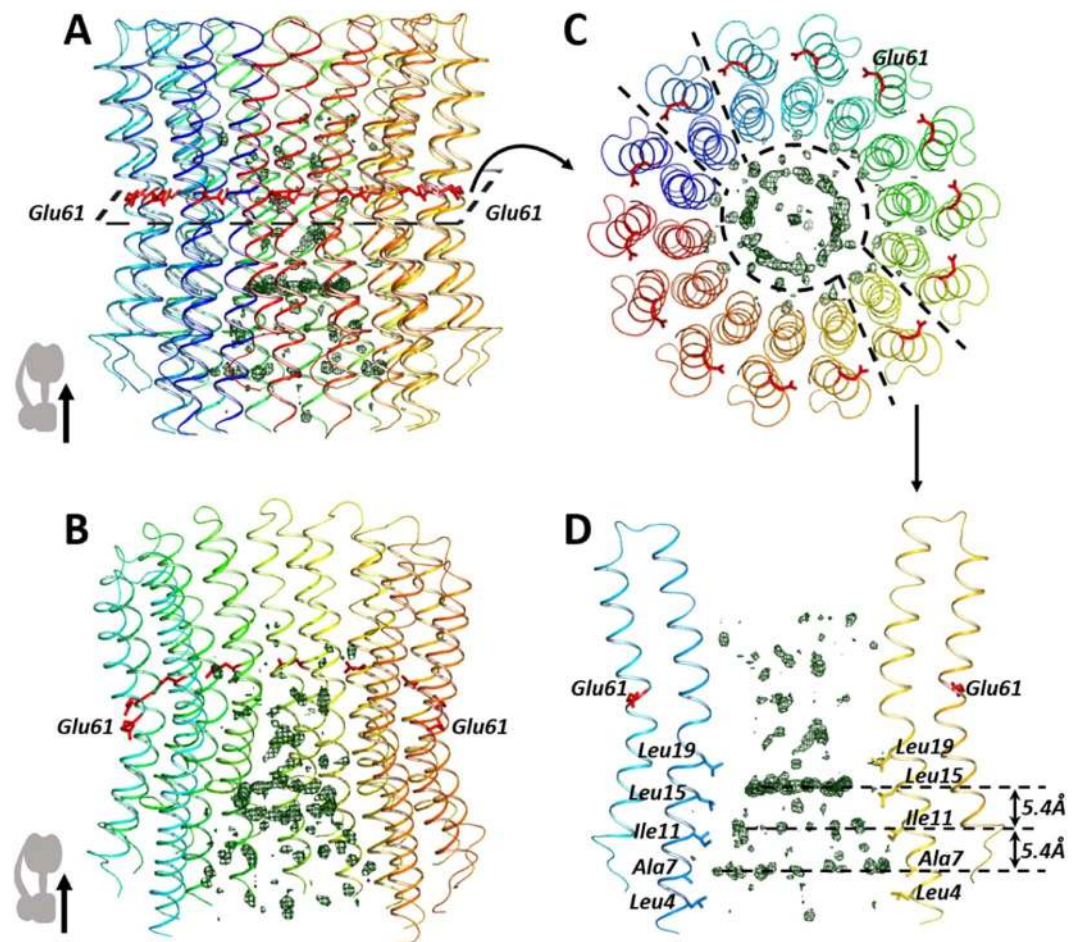 A
Glu61
Glu61
C
Glu61
B
Glu61
Glu61
D
Glu61
Glu61
Leu19
Leu19
Leu15
Leu15
5.4Å
Ile11
Ile11
5.4Å
Ala7
Ala7
Leu4
Leu4